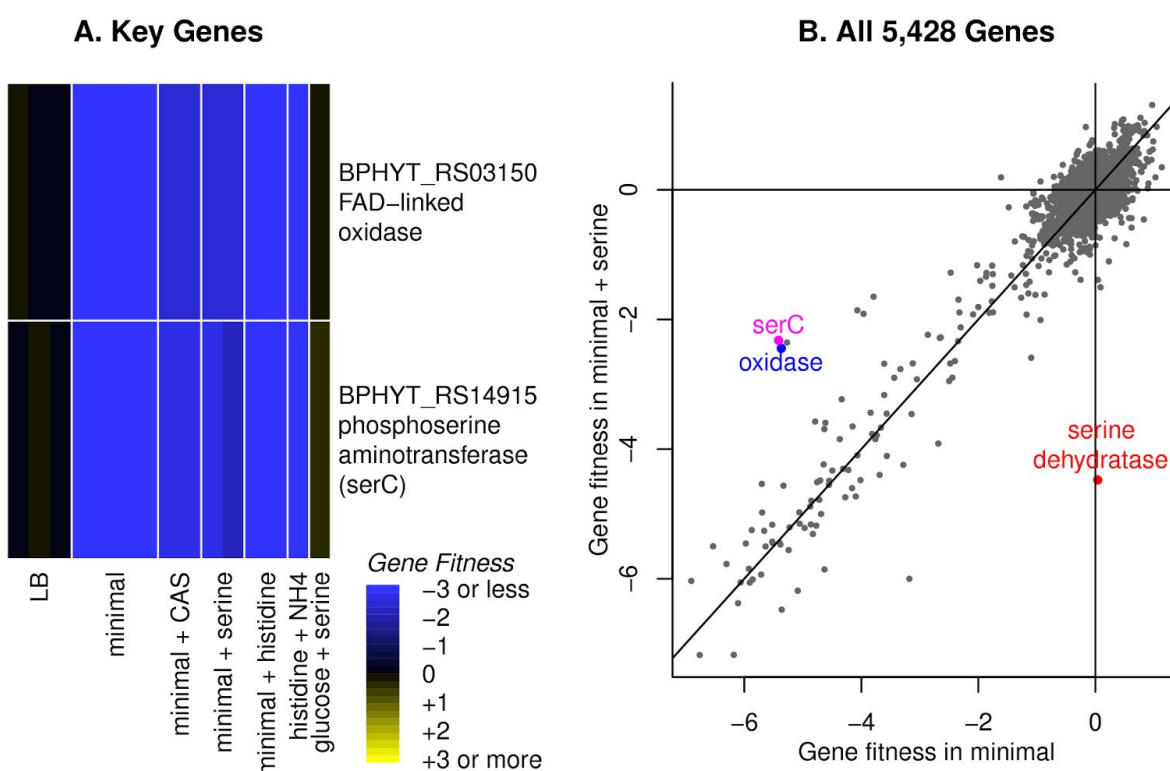 A. Key Genes
BPHYT_RS03150
FAD−linked
oxidase
BPHYT_RS14915
phosphoserine
aminotransferase
(serC)
LB
minimal
minimal + CAS
minimal + serine
minimal + histidine
histidine + NH4
glucose + serine
Gene Fitness
−3 or less
−2
−1
0
+1
+2
+3 or more
B. All 5,428 Genes
Gene fitness in minimal + serine
0
−2
−4
−6
serC
oxidase
serine
dehydratase
−6
−4
−2
0
Gene fitness in minimal